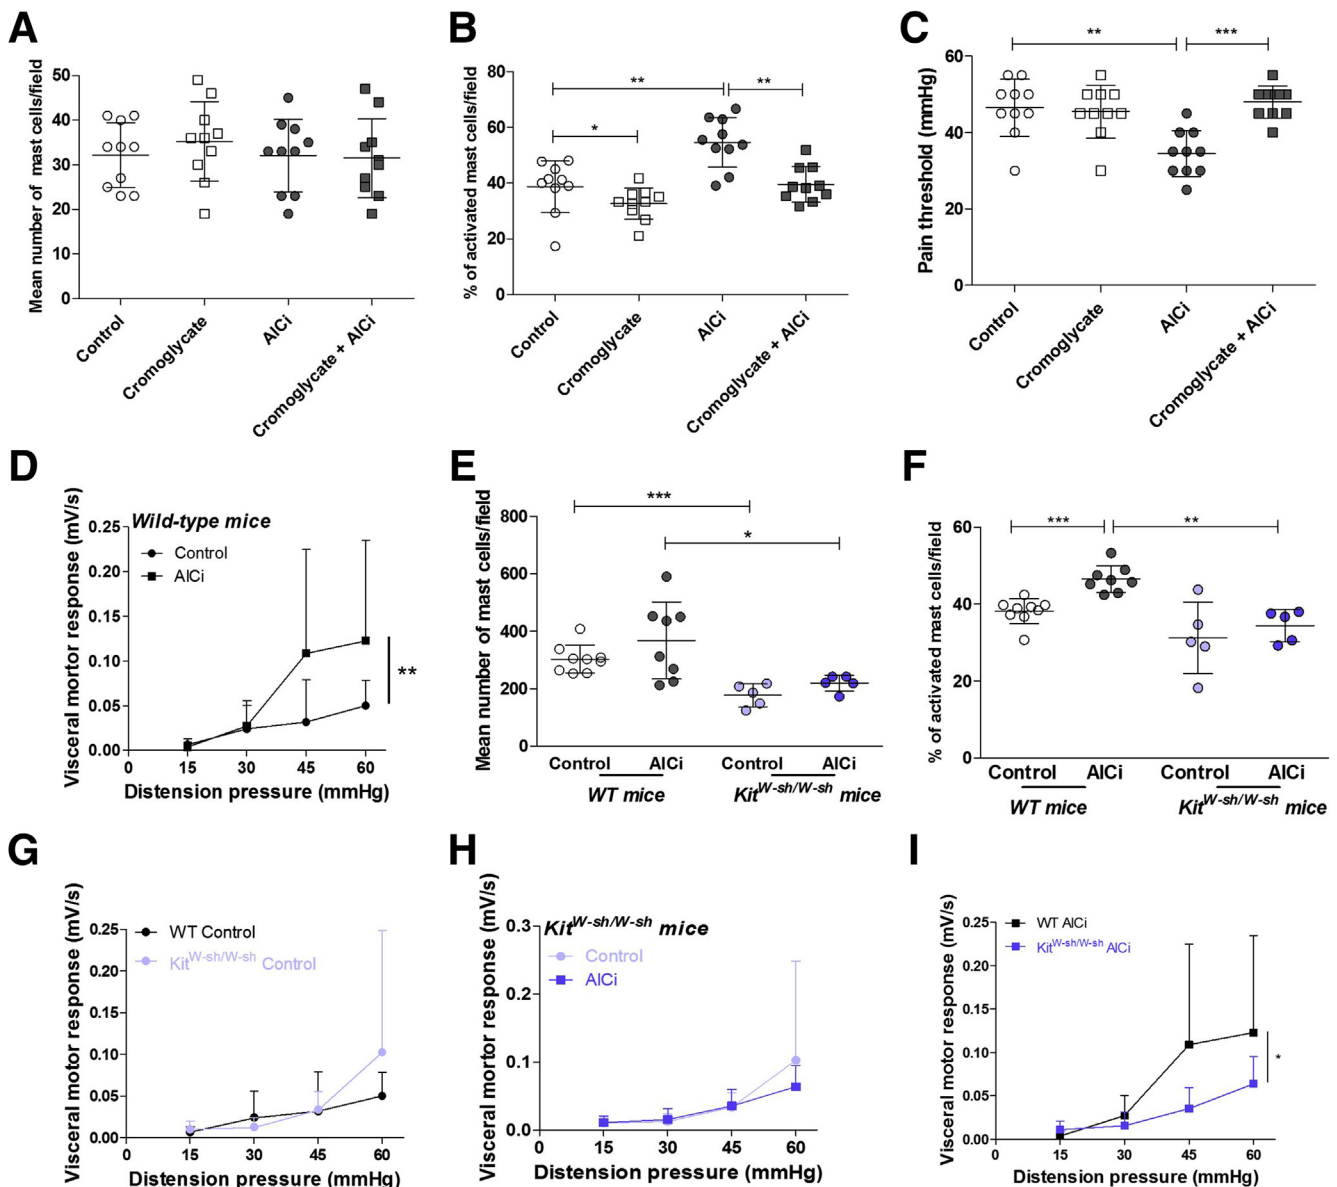 A
Mean number of mast cells/field
50
40
30
20
10
0
Control
Cromoglycate
AlCi
Cromoglycate + AlCi
B
% of activated mast cells/field
80
60
40
20
0
**
**
*
Control
Cromoglycate
AlCi
Cromoglycate + AlCi
C
Pain threshold (mmHg)
60
40
20
0
**
***
Control
Cromoglycate
AlCi
Cromoglycate + AlCi
D
Visceral mortor response (mV/s)
Wild-type mice
Control
AlCi
0.25
0.20
0.15
0.10
0.05
0.00
**
0 15 30 45 60
Distension pressure (mmHg)
E
Mean number of mast cells/field
800
600
400
200
0
***
*
Control AlCi Control AlCi
WT mice KitW-sh/W-sh mice
F
% of activated mast cells/field
60
40
20
0
***
**
Control AlCi Control AlCi
WT mice KitW-sh/W-sh mice
G
Visceral motor response (mV/s)
WT Control
KitW-sh/W-sh Control
0.25
0.20
0.15
0.10
0.05
0.00
0 15 30 45 60
Distension pressure (mmHg)
H
Visceral mortor response (mV/s)
KitW-sh/W-sh mice
Control
AlCi
0.3
0.2
0.1
0.0
0 15 30 45 60
Distension pressure (mmHg)
I
Visceral motor response (mV/s)
WT AlCi
KitW-sh/W-sh AlCi
0.25
0.20
0.15
0.10
0.05
0.00
*
0 15 30 45 60
Distension pressure (mmHg)